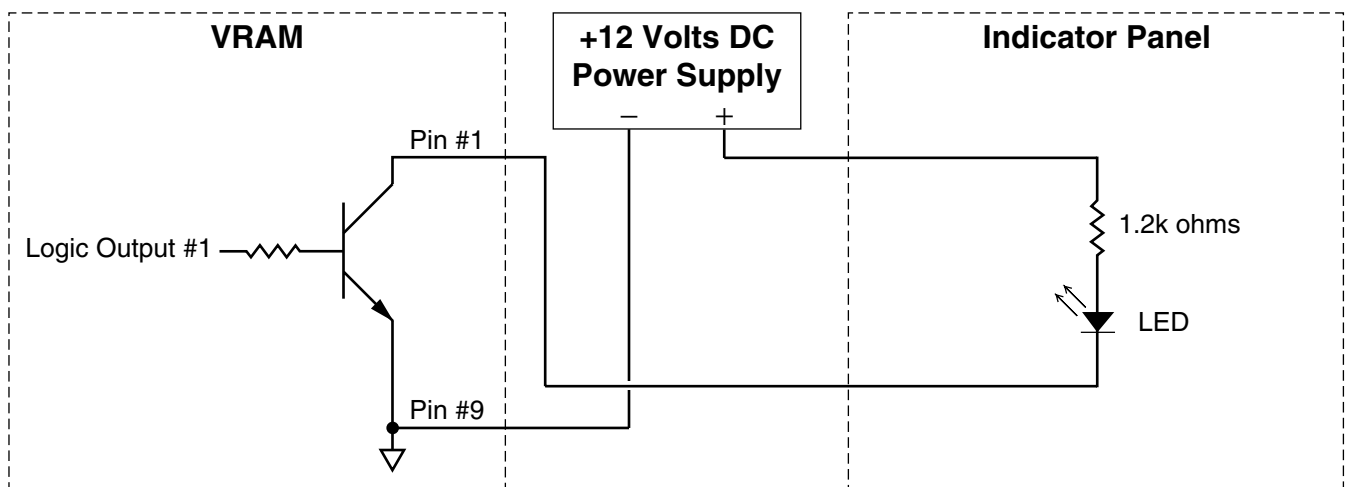 VRAM
+12 Volts DC
Power Supply
− +
Indicator Panel
Pin #1
Logic Output #1
1.2k ohms
LED
Pin #9